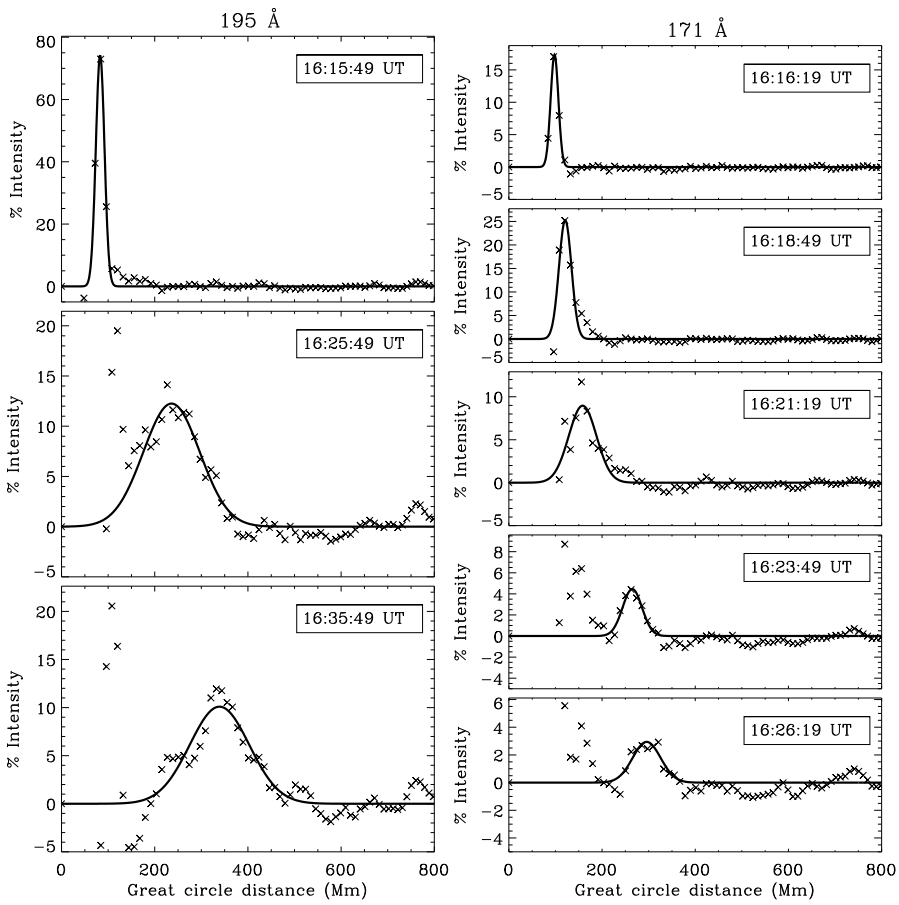 195 Å
80
60
40
20
0
% Intensity
16:15:49 UT
20
15
10
5
0
−5
% Intensity
16:25:49 UT
20
15
10
5
0
−5
% Intensity
16:35:49 UT
0 200 400 600 800
Great circle distance (Mm)
171 Å
15
10
5
0
−5
% Intensity
16:16:19 UT
25
20
15
10
5
0
−5
% Intensity
16:18:49 UT
10
5
0
−5
% Intensity
16:21:19 UT
8
6
4
2
0
−2
−4
% Intensity
16:23:49 UT
6
4
2
0
−2
−4
% Intensity
16:26:19 UT
0 200 400 600 800
Great circle distance (Mm)